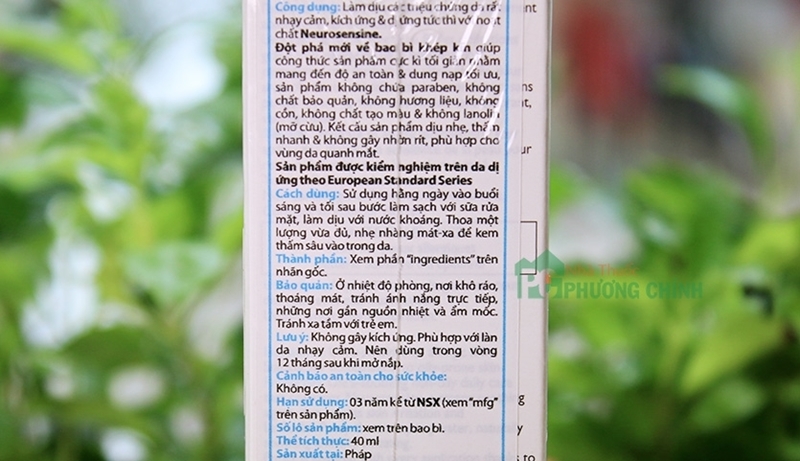 Công dụng: Làm dịu các triệu chứng da rất
nhạy cảm, kích ứng & dị ứng tức thì với hoạt
chất Neurosensine.
Đột phá mới về bao bì khép kín giúp
công thức sản phẩm cực kì tối giản nhằm
mang đến độ an toàn & dung nạp tối ưu,
sản phẩm không chứa paraben, không
chất bảo quản, không hương liệu, không
cồn, không chất tạo màu & không lanolin
(mỡ cừu). Kết cấu sản phẩm dịu nhẹ, thấm
nhanh & không gây nhờn rít, phù hợp cho
vùng da quanh mắt.
Sản phẩm được kiểm nghiệm trên da dị
ứng theo European Standard Series
Cách dùng: Sử dụng hằng ngày vào buổi
sáng và tối sau bước làm sạch với sữa rửa
mặt, làm dịu với nước khoáng. Thoa một
lượng vừa đủ, nhẹ nhàng mát-xa để kem
thấm sâu vào trong da.
Thành phần: Xem phần "ingredients" trên
nhãn gốc.
Bảo quản: Ở nhiệt độ phòng, nơi khô ráo,
thoáng mát, tránh ánh nắng trực tiếp,
những nơi gần nguồn nhiệt và ẩm mốc.
Tránh xa tầm với trẻ em.
Lưu ý: Không gây kích ứng. Phù hợp với làn
da nhạy cảm. Nên dùng trong vòng
12 tháng sau khi mở nắp.
Cảnh báo an toàn cho sức khỏe:
Không có.
Hạn sử dụng: 03 năm kể từ NSX (xem "mfg"
trên sản phẩm).
Số lô sản phẩm: xem trên bao bì.
Thể tích thực: 40 ml
Sản xuất tại: Pháp
PHƯƠNG CHINH